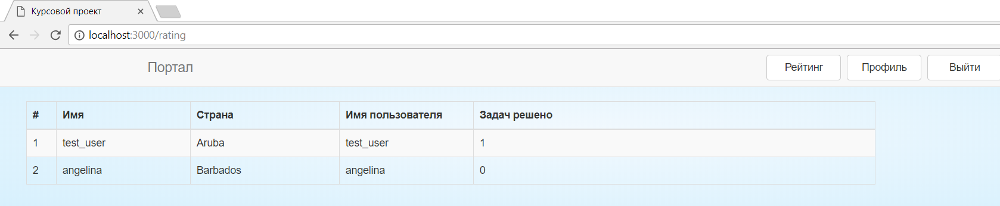 Курсовой проект
localhost:3000/rating
Портал Рейтинг Профиль Выйти
# Имя Страна Имя пользователя Задач решено
1 test_user Aruba test_user 1
2 angelina Barbados angelina 0